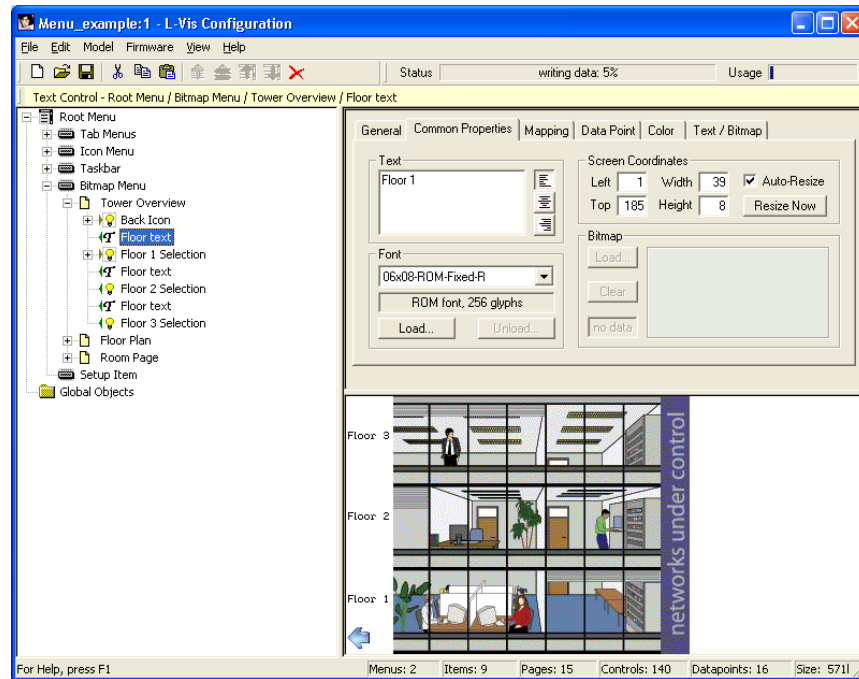 Menu_example:1 - L-Vis Configuration
File Edit Model Firmware View Help
Status writing data: 5% Usage
Text Control - Root Menu / Bitmap Menu / Tower Overview / Floor text
Root Menu
Tab Menus
Icon Menu
Taskbar
Bitmap Menu
Tower Overview
Back Icon
Floor text
Floor 1 Selection
Floor text
Floor 2 Selection
Floor text
Floor 3 Selection
Floor Plan
Room Page
Setup Item
Global Objects
General Common Properties Mapping Data Point Color Text / Bitmap
Text
Floor 1
Screen Coordinates
Left 1 Width 39 Auto-Resize
Top 185 Height 8 Resize Now
Font
06x08-ROM-Fixed-R
ROM font, 256 glyphs
Load... Unload...
Bitmap
Load...
Clear
no data
Floor 3
Floor 2
Floor 1
networks under control
For Help, press F1 Menus: 2 Items: 9 Pages: 15 Controls: 140 Datapoints: 16 Size: 571